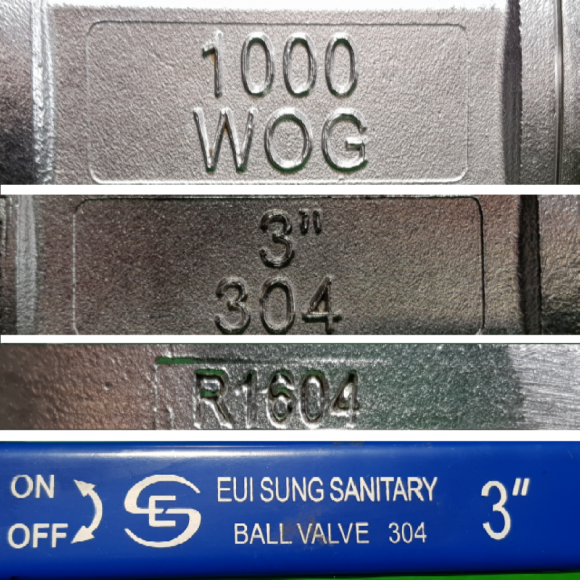 1000
WOG
3"
304
R1604
ON
OFF
EUI SUNG SANITARY
BALL VALVE 304
3"